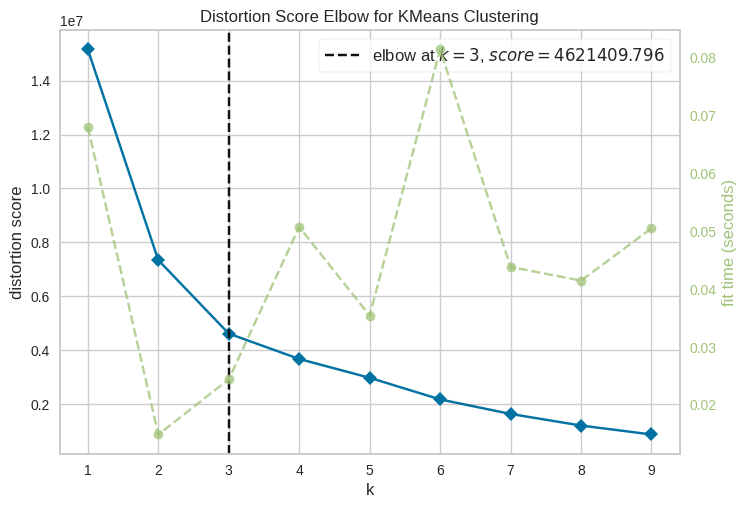 Distortion Score Elbow for KMeans Clustering
1e7
elbow at k = 3, score = 4621409.796
1.4
1.2
1.0
0.8
0.6
0.4
0.2
distortion score
0.08
0.07
0.06
0.05
0.04
0.03
0.02
fit time (seconds)
1 2 3 4 5 6 7 8 9
k